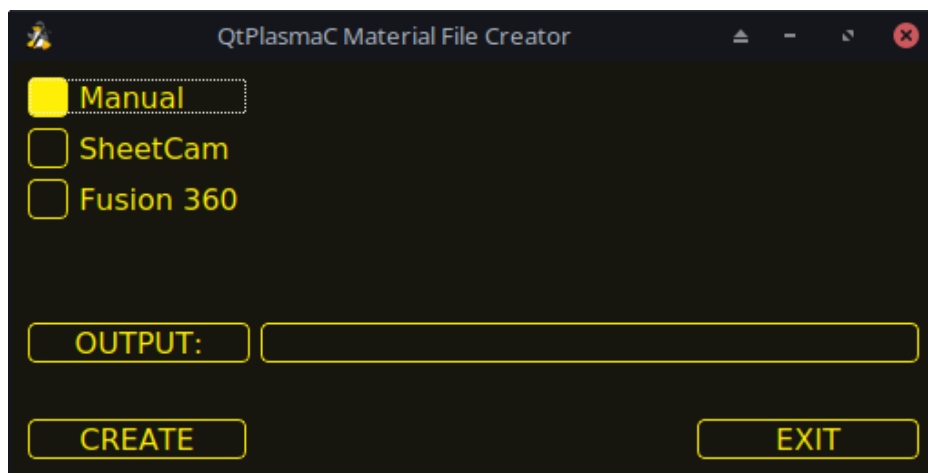 QtPlasmaC Material File Creator
Manual
SheetCam
Fusion 360
OUTPUT:
CREATE
EXIT